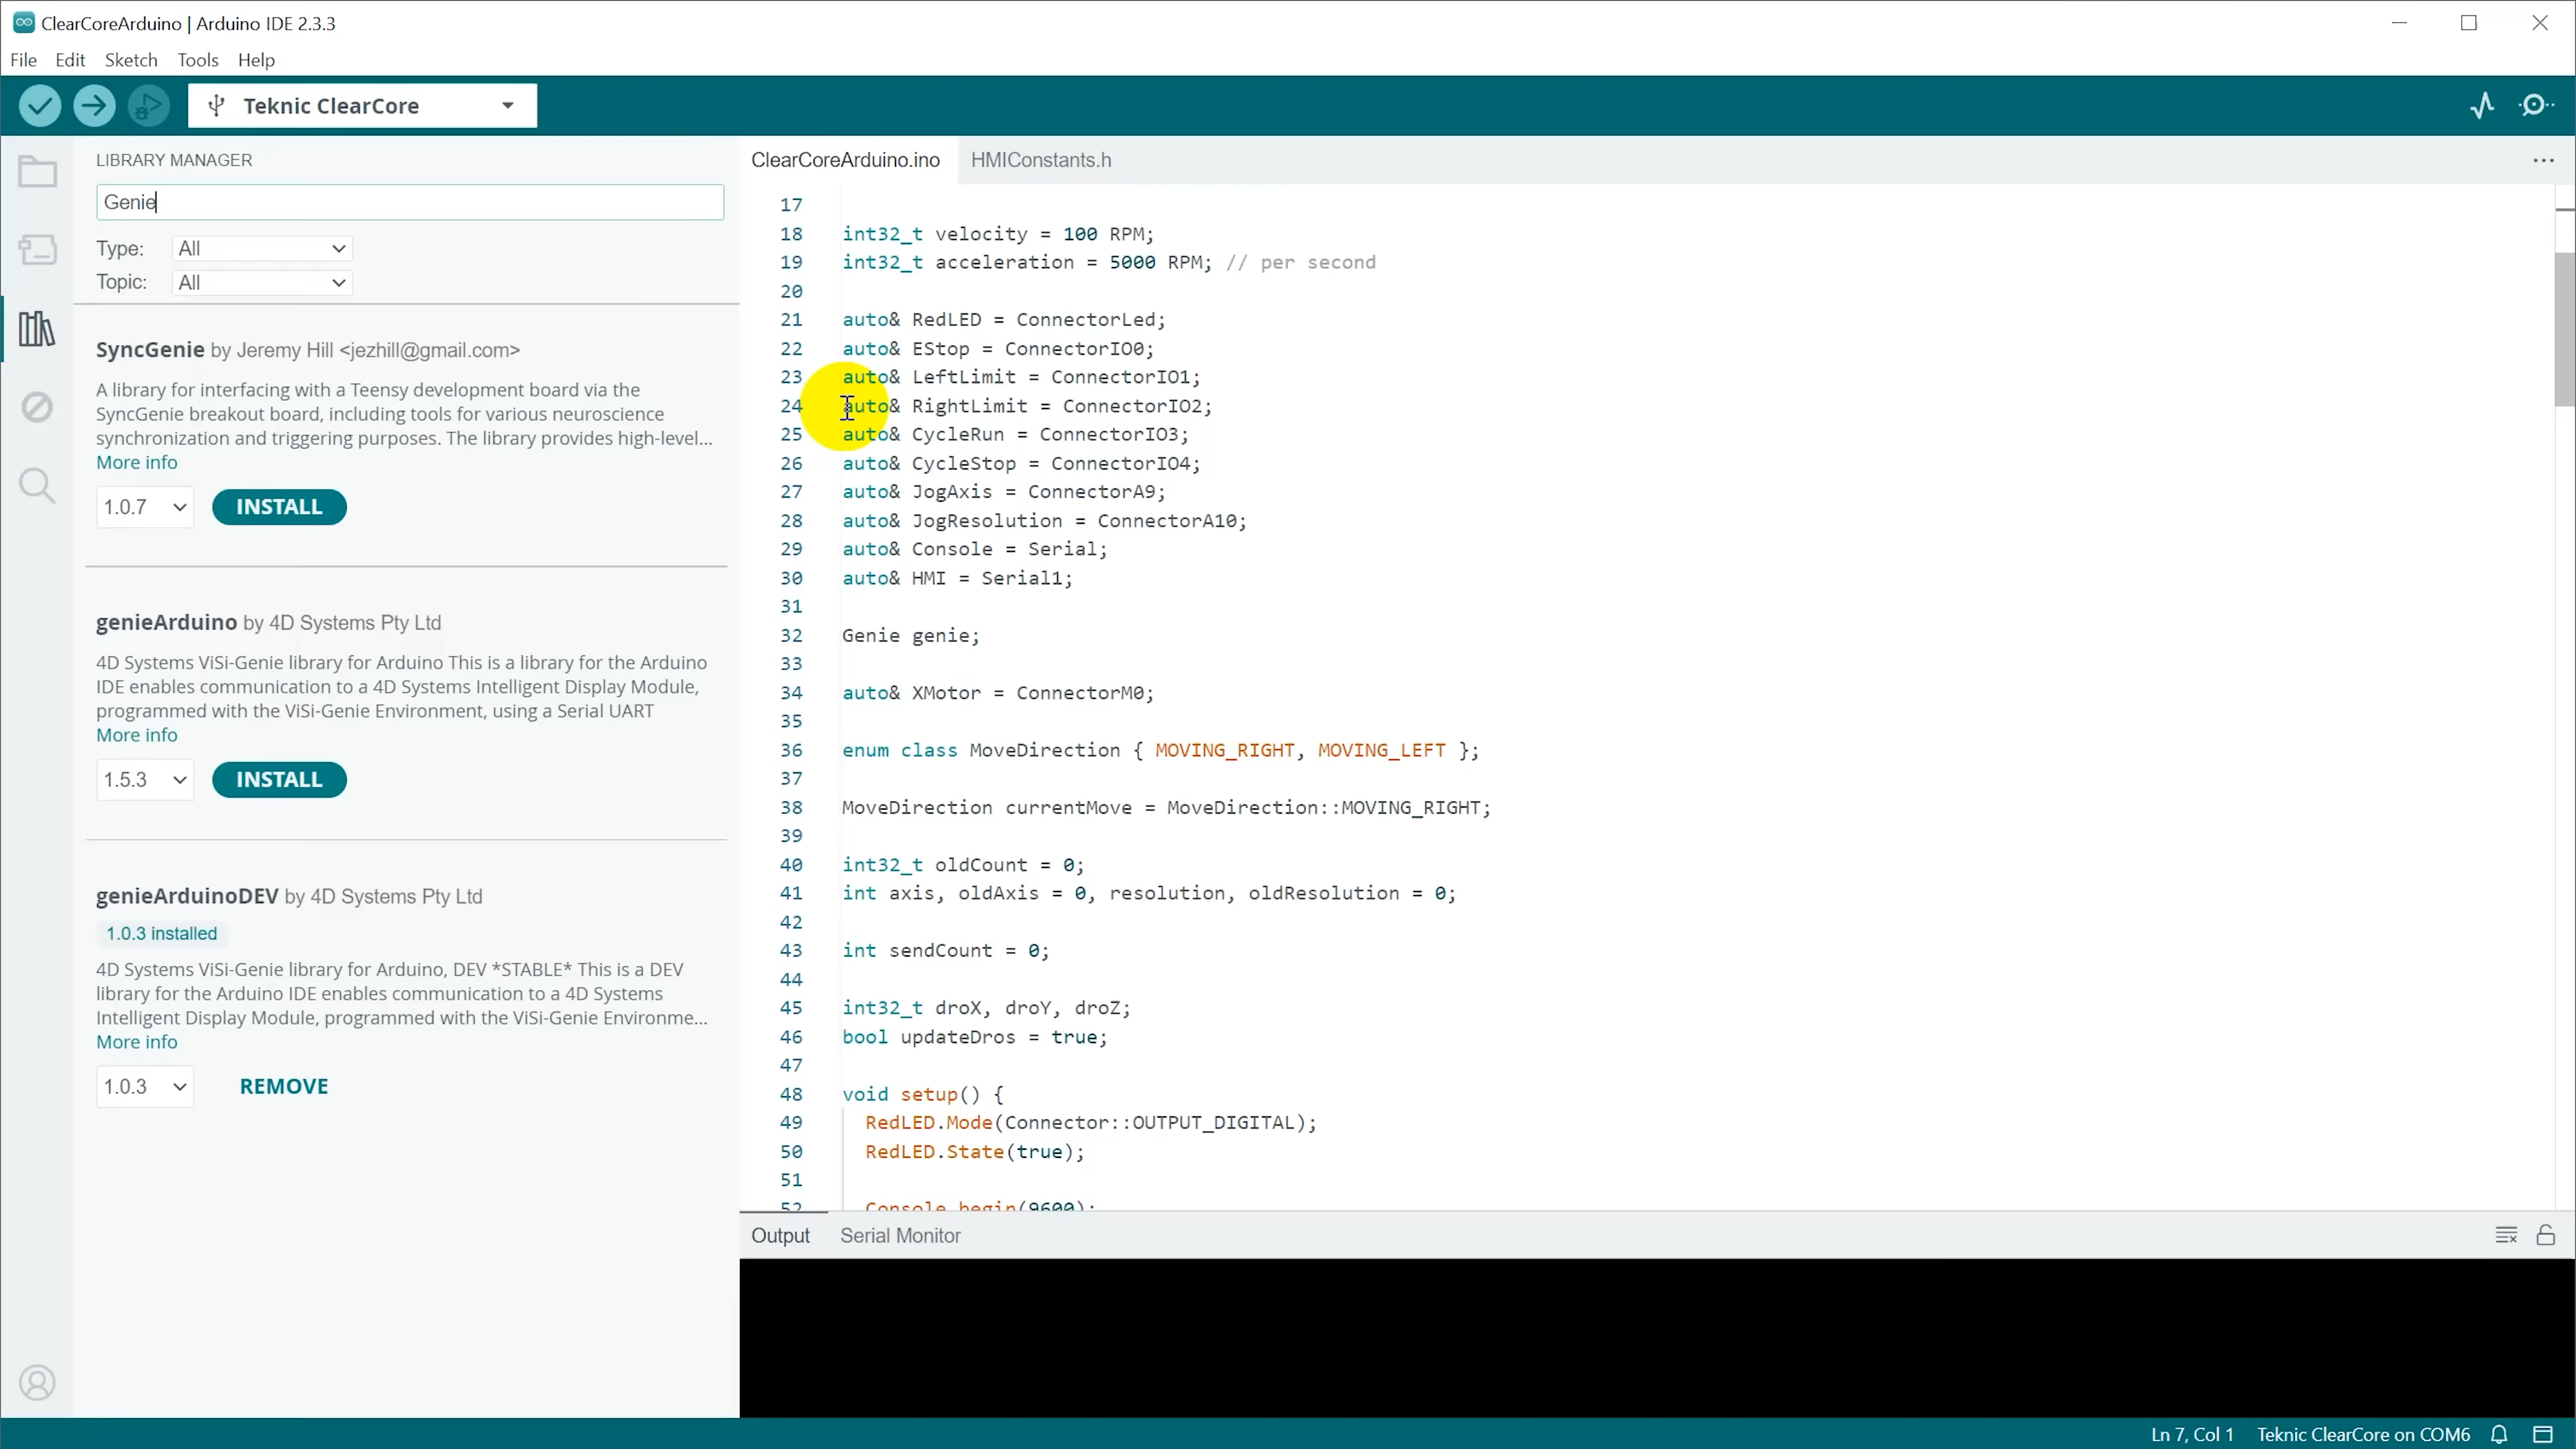 ClearCoreArduino | Arduino IDE 2.3.3
File Edit Sketch Tools Help
Teknic ClearCore
LIBRARY MANAGER
Genie
Type: All
Topic: All
SyncGenie by Jeremy Hill <jezhill@gmail.com>
A library for interfacing with a Teensy development board via the
SyncGenie breakout board, including tools for various neuroscience
synchronization and triggering purposes. The library provides high-level...
More info
1.0.7 INSTALL
genieArduino by 4D Systems Pty Ltd
4D Systems ViSi-Genie library for Arduino This is a library for the Arduino
IDE enables communication to a 4D Systems Intelligent Display Module,
programmed with the ViSi-Genie Environment, using a Serial UART
More info
1.5.3 INSTALL
genieArduinoDEV by 4D Systems Pty Ltd
1.0.3 installed
4D Systems ViSi-Genie library for Arduino, DEV *STABLE* This is a DEV
library for the Arduino IDE enables communication to a 4D Systems
Intelligent Display Module, programmed with the ViSi-Genie Environme...
More info
1.0.3 REMOVE
ClearCoreArduino.ino HMIConstants.h
17
18 int32_t velocity = 100 RPM;
19 int32_t acceleration = 5000 RPM; // per second
20
21 auto& RedLED = ConnectorLed;
22 auto& EStop = ConnectorIO0;
23 auto& LeftLimit = ConnectorIO1;
24 auto& RightLimit = ConnectorIO2;
25 auto& CycleRun = ConnectorIO3;
26 auto& CycleStop = ConnectorIO4;
27 auto& JogAxis = ConnectorA9;
28 auto& JogResolution = ConnectorA10;
29 auto& Console = Serial;
30 auto& HMI = Serial1;
31
32 Genie genie;
33
34 auto& XMotor = ConnectorM0;
35
36 enum class MoveDirection { MOVING_RIGHT, MOVING_LEFT };
37
38 MoveDirection currentMove = MoveDirection::MOVING_RIGHT;
39
40 int32_t oldCount = 0;
41 int axis, oldAxis = 0, resolution, oldResolution = 0;
42
43 int sendCount = 0;
44
45 int32_t droX, droY, droZ;
46 bool updateDros = true;
47
48 void setup() {
49 RedLED.Mode(Connector::OUTPUT_DIGITAL);
50 RedLED.State(true);
51
52 Console.begin(9600);
Output Serial Monitor
Ln 7, Col 1 Teknic ClearCore on COM6